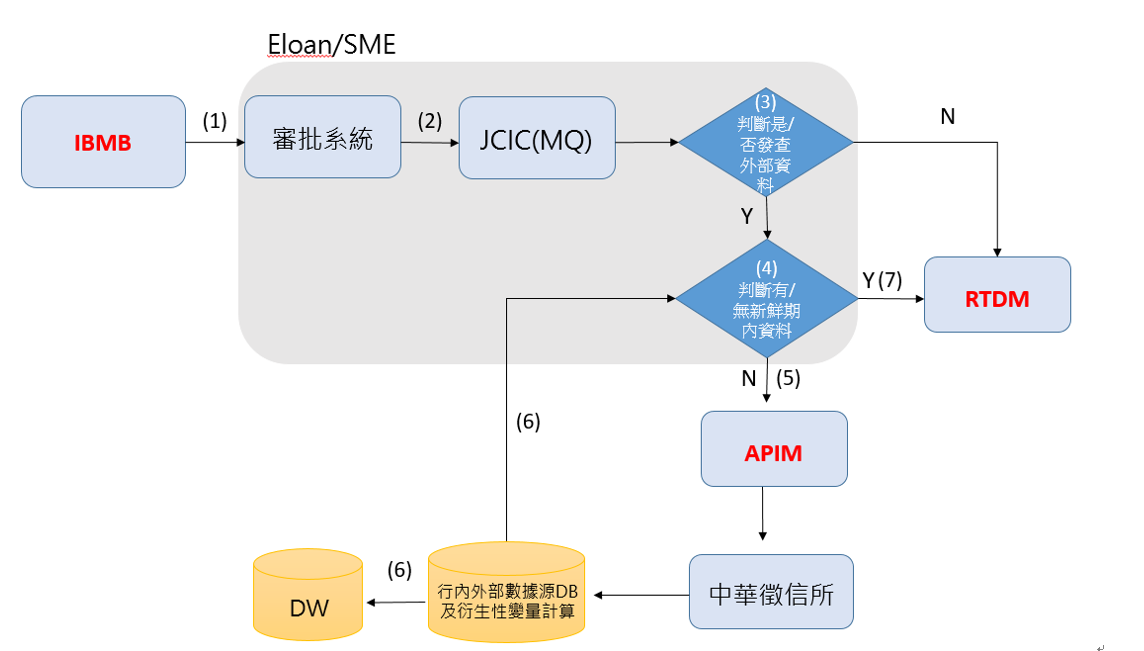 Eloan/SME
IBMB
(1)
審批系統
(2)
JCIC(MQ)
(3)
判斷是/
否發查
外部資
料
N
Y
(4)
判斷有/
無新鮮期
內資料
Y (7)
RTDM
N (5)
(6)
APIM
DW
(6)
行內外部數據源DB
及衍生性變量計算
中華徵信所